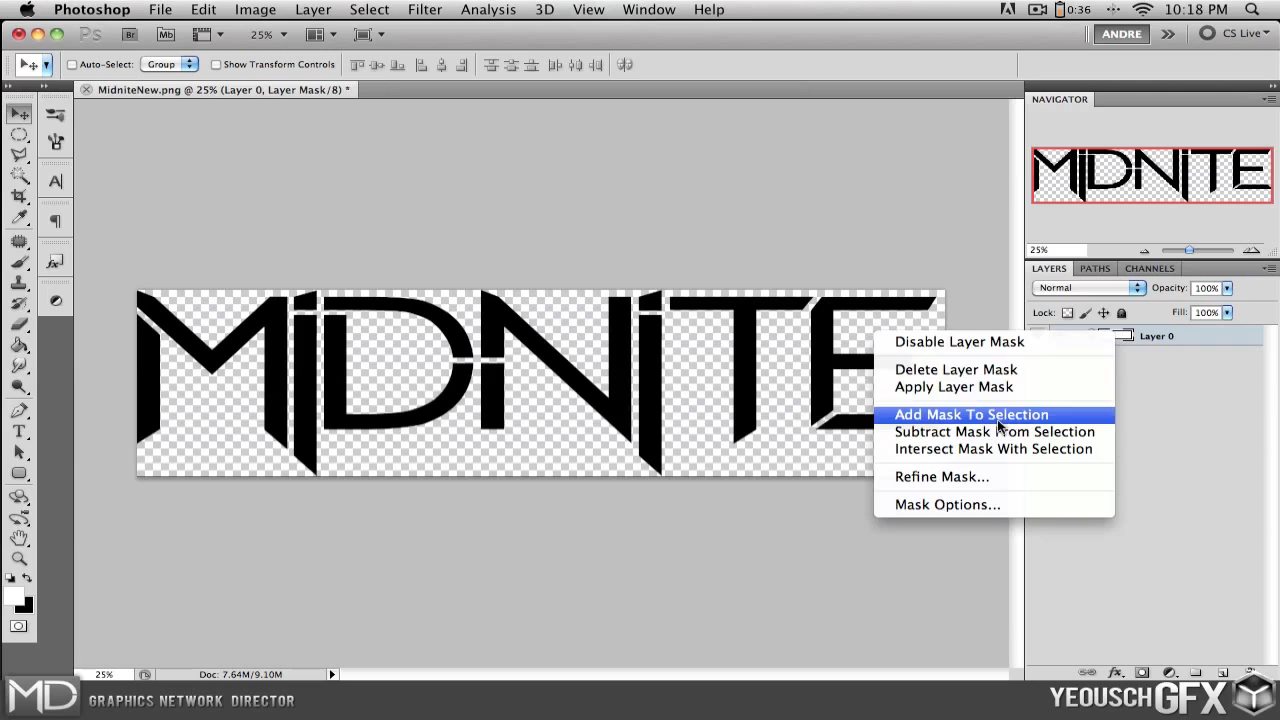 Photoshop File Edit Image Layer Select Filter Analysis 3D View Window Help 0:36 10:18 PM
Ps Br Mb 25% ANDRE CS Live
Auto-Select: Group Show Transform Controls
MidniteNew.png @ 25% (Layer 0, Layer Mask/8) *
NAVIGATOR
MIDNITE
25%
LAYERS PATHS CHANNELS
Normal Opacity: 100%
Lock: Fill: 100%
Layer 0
MIDNITE
Disable Layer Mask
Delete Layer Mask
Apply Layer Mask
Add Mask To Selection
Subtract Mask From Selection
Intersect Mask With Selection
Refine Mask...
Mask Options...
25% Doc: 7.64M/9.10M
MD GRAPHICS NETWORK DIRECTOR
YEOUSCHGFX